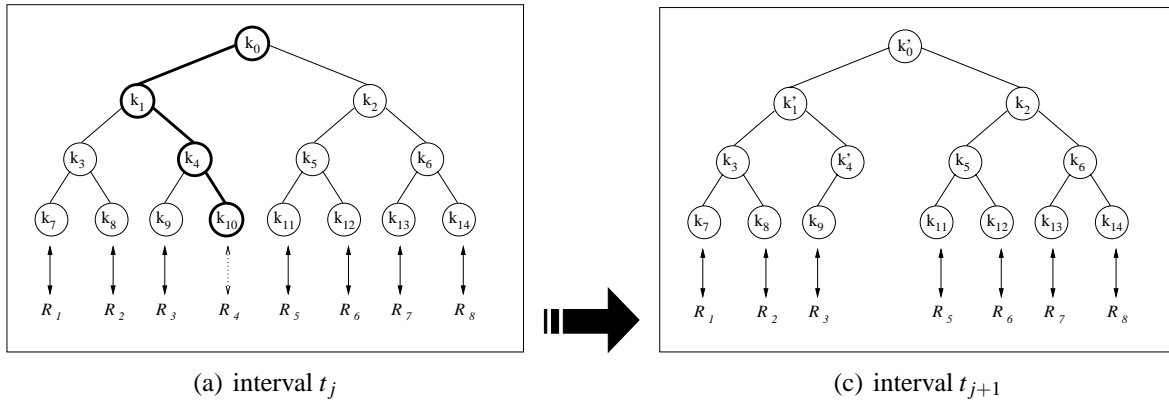 k0 k'0
k1 k2 k'1 k2
k3 k4 k5 k6 k3 k'4 k5 k6
k7 k8 k9 k10 k11 k12 k13 k14 k7 k8 k9 k11 k12 k13 k14
R1 R2 R3 R4 R5 R6 R7 R8 R1 R2 R3 R5 R6 R7 R8
(a) interval tj (c) interval tj+1